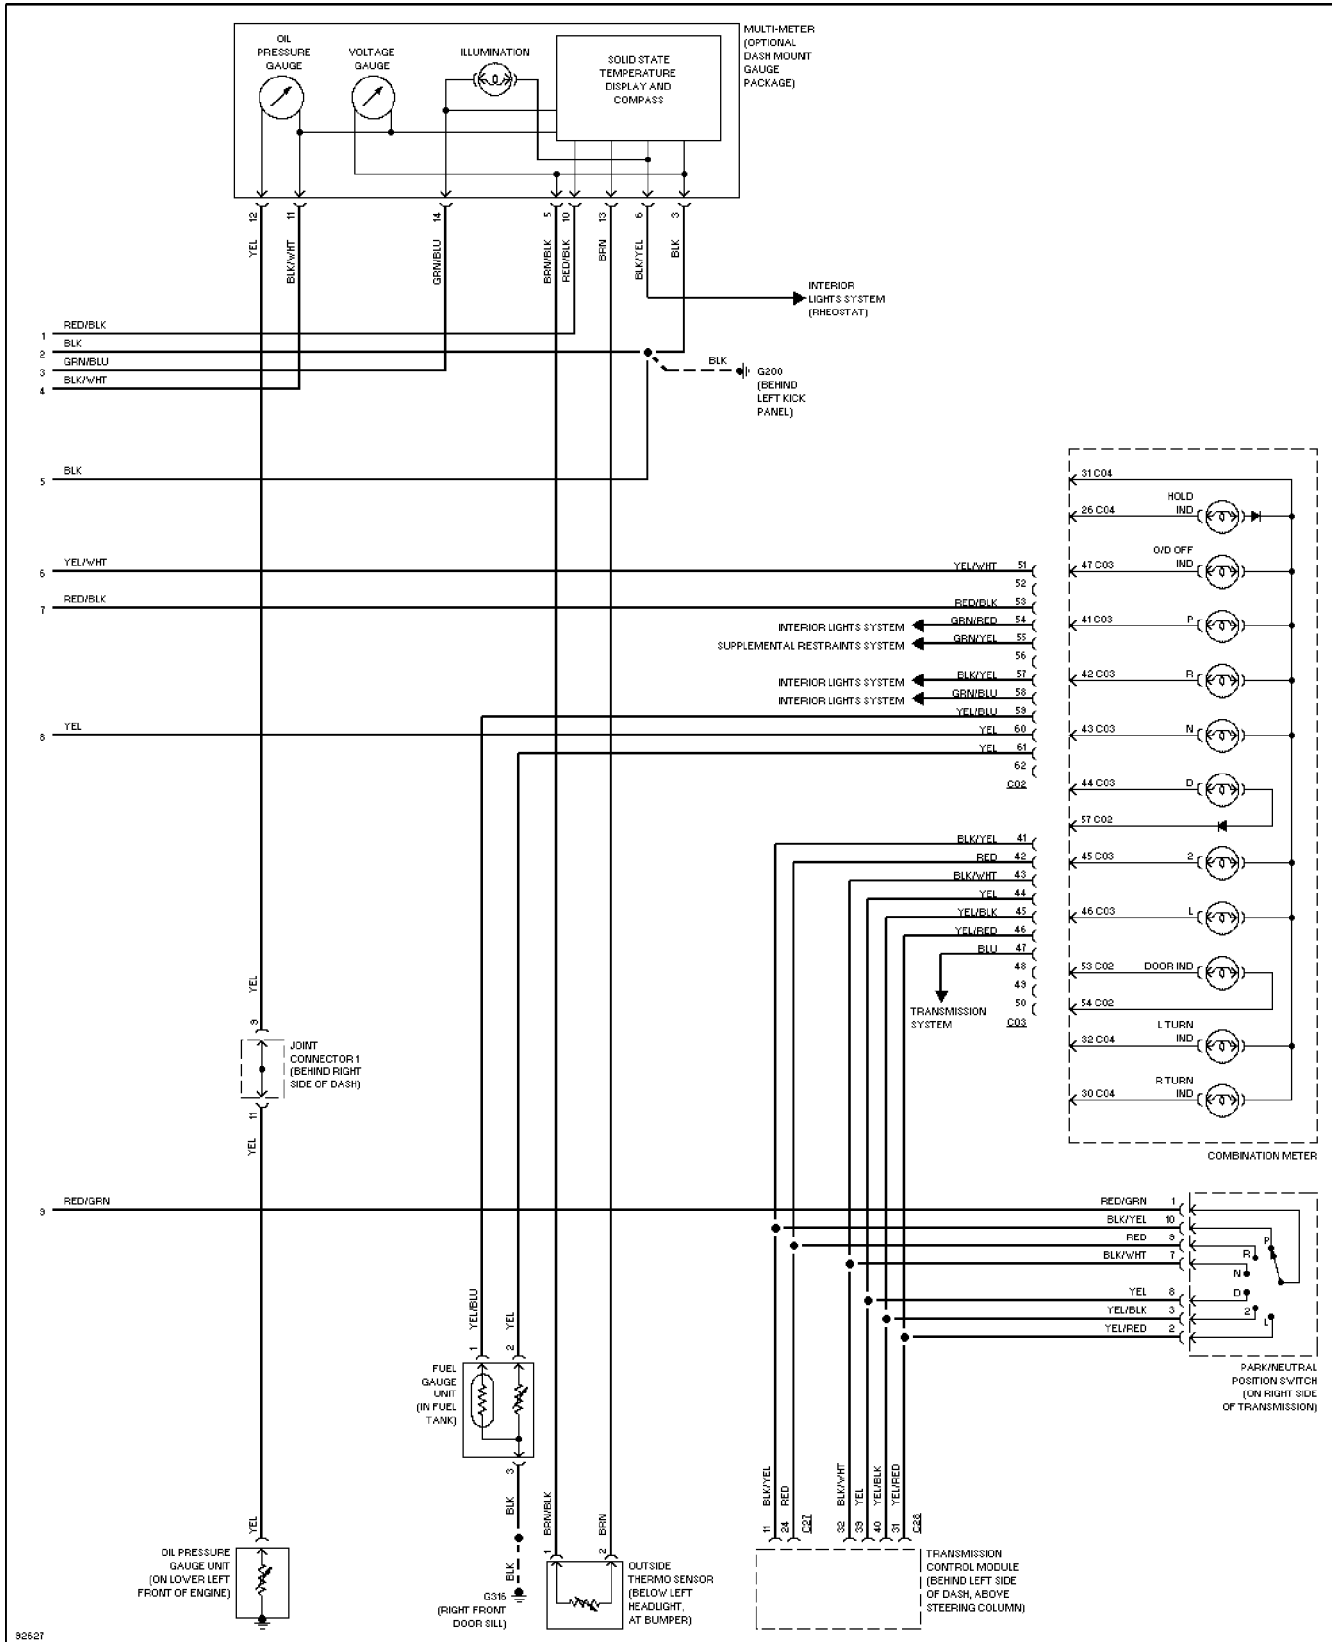 MULTI-METER
(OPTIONAL
DASH MOUNT
GAUGE
PACKAGE)
OIL
PRESSURE
GAUGE
VOLTAGE
GAUGE
ILLUMINATION
SOLID STATE
TEMPERATURE
DISPLAY AND
COMPASS
12
11
14
5
10
13
6
3
YEL
BLK/WHT
GRN/BLU
BRN/BLK
RED/BLK
BRN
BLK/YEL
BLK
INTERIOR
LIGHTS SYSTEM
(RHEOSTAT)
1 RED/BLK
2 BLK
3 GRN/BLU
4 BLK/WHT
BLK
G200
(BEHIND
LEFT KICK
PANEL)
5 BLK
6 YEL/WHT
7 RED/BLK
8 YEL
YEL/WHT 51
52
RED/BLK 53
INTERIOR LIGHTS SYSTEM GRN/RED 54
SUPPLEMENTAL RESTRAINTS SYSTEM GRN/YEL 55
56
INTERIOR LIGHTS SYSTEM BLK/YEL 57
INTERIOR LIGHTS SYSTEM GRN/BLU 58
YEL/BLU 59
YEL 60
YEL 61
62
C02
BLK/YEL 41
RED 42
BLK/WHT 43
YEL 44
YEL/BLK 45
YEL/RED 46
BLU 47
48
49
50
C03
TRANSMISSION
SYSTEM
31 C04
HOLD
26 C04 IND
O/D OFF
47 C03 IND
41 C03 P
42 C03 R
43 C03 N
44 C03 D
57 C02
45 C03 2
46 C03 L
53 C02 DOOR IND
54 C02
L TURN
32 C04 IND
R TURN
30 C04 IND
COMBINATION METER
YEL
9
JOINT
CONNECTOR 1
(BEHIND RIGHT
SIDE OF DASH)
11
YEL
9 RED/GRN
RED/GRN 1
BLK/YEL 10
RED 9
BLK/WHT 7
YEL 8
YEL/BLK 3
YEL/RED 2
P
R
N
D
2
L
PARK/NEUTRAL
POSITION SWITCH
(ON RIGHT SIDE
OF TRANSMISSION)
YEL/BLU
YEL
1
2
FUEL
GAUGE
UNIT
(IN FUEL
TANK)
3
BLK
BLK
G316
(RIGHT FRONT
DOOR SILL)
YEL
OIL PRESSURE
GAUGE UNIT
(ON LOWER LEFT
FRONT OF ENGINE)
BRN/BLK
BRN
1
2
OUTSIDE
THERMO SENSOR
(BELOW LEFT
HEADLIGHT,
AT BUMPER)
BLK/YEL
RED
BLK/WHT
YEL
YEL/BLK
YEL/RED
11
24
C27
32
39
40
31
C28
TRANSMISSION
CONTROL MODULE
(BEHIND LEFT SIDE
OF DASH, ABOVE
STEERING COLUMN)
92627